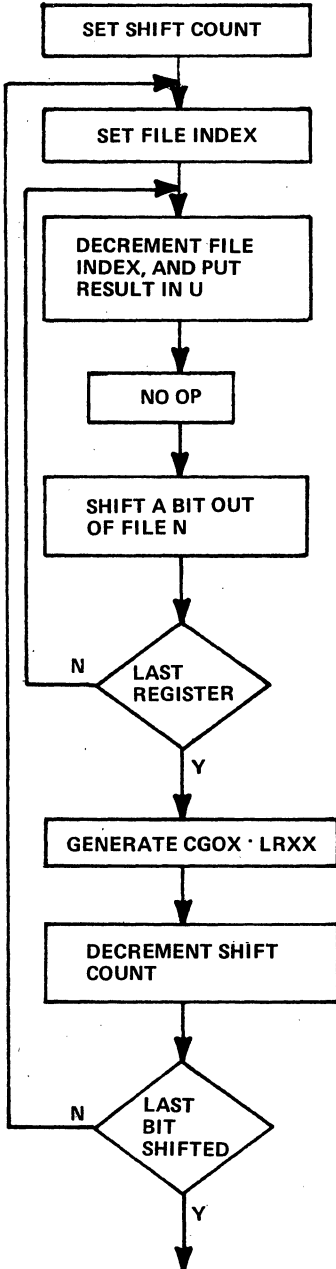 SET SHIFT COUNT
SET FILE INDEX
DECREMENT FILE
INDEX, AND PUT
RESULT IN U
NO OP
SHIFT A BIT OUT
OF FILE N
N
LAST
REGISTER
Y
GENERATE CGOX · LRXX
DECREMENT SHIFT
COUNT
N
LAST
BIT
SHIFTED
Y